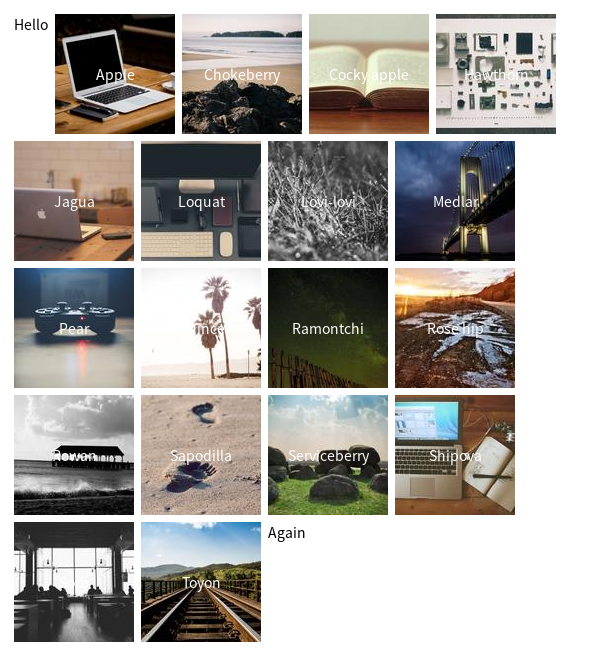 Hello
Apple
Chokeberry
Cocky apple
Hawthorn
Jagua
Loquat
Lovi-lovi
Medlar
Pear
Quince
Ramontchi
Rose hip
Rowan
Sapodilla
Serviceberry
Shipova
Toyon
Again